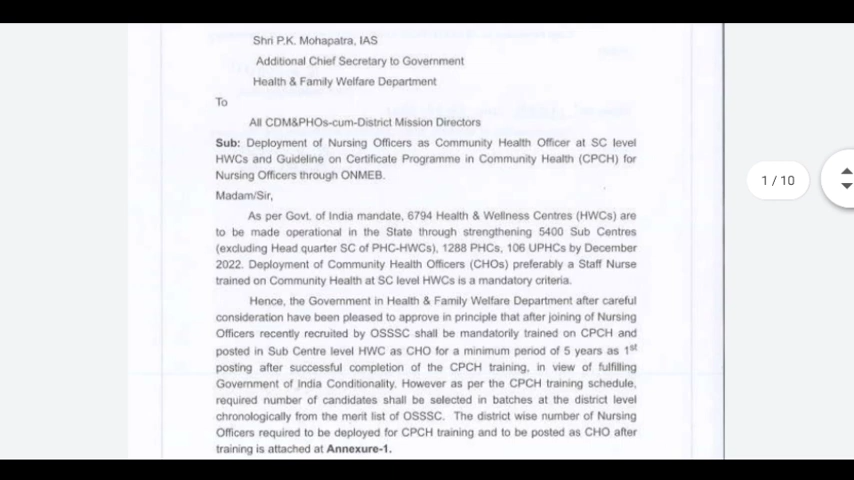 Shri P.K. Mohapatra, IAS
Additional Chief Secretary to Government
Health & Family Welfare Department
To
All CDM&PHOs-cum-District Mission Directors
Sub: Deployment of Nursing Officers as Community Health Officer at SC level
HWCs and Guideline on Certificate Programme in Community Health (CPCH) for
Nursing Officers through ONMEB.
Madam/Sir,
As per Govt. of India mandate, 6794 Health & Wellness Centres (HWCs) are
to be made operational in the State through strengthening 5400 Sub Centres
(excluding Head quarter SC of PHC-HWCs), 1288 PHCs, 106 UPHCs by December
2022. Deployment of Community Health Officers (CHOs) preferably a Staff Nurse
trained on Community Health at SC level HWCs is a mandatory criteria.
Hence, the Government in Health & Family Welfare Department after careful
consideration have been pleased to approve in principle that after joining of Nursing
Officers recently recruited by OSSSC shall be mandatorily trained on CPCH and
posted in Sub Centre level HWC as CHO for a minimum period of 5 years as 1st
posting after successful completion of the CPCH training, in view of fulfilling
Government of India Conditionality. However as per the CPCH training schedule,
required number of candidates shall be selected in batches at the district level
chronologically from the merit list of OSSSC. The district wise number of Nursing
Officers required to be deployed for CPCH training and to be posted as CHO after
training is attached at Annexure-1.
1 / 10